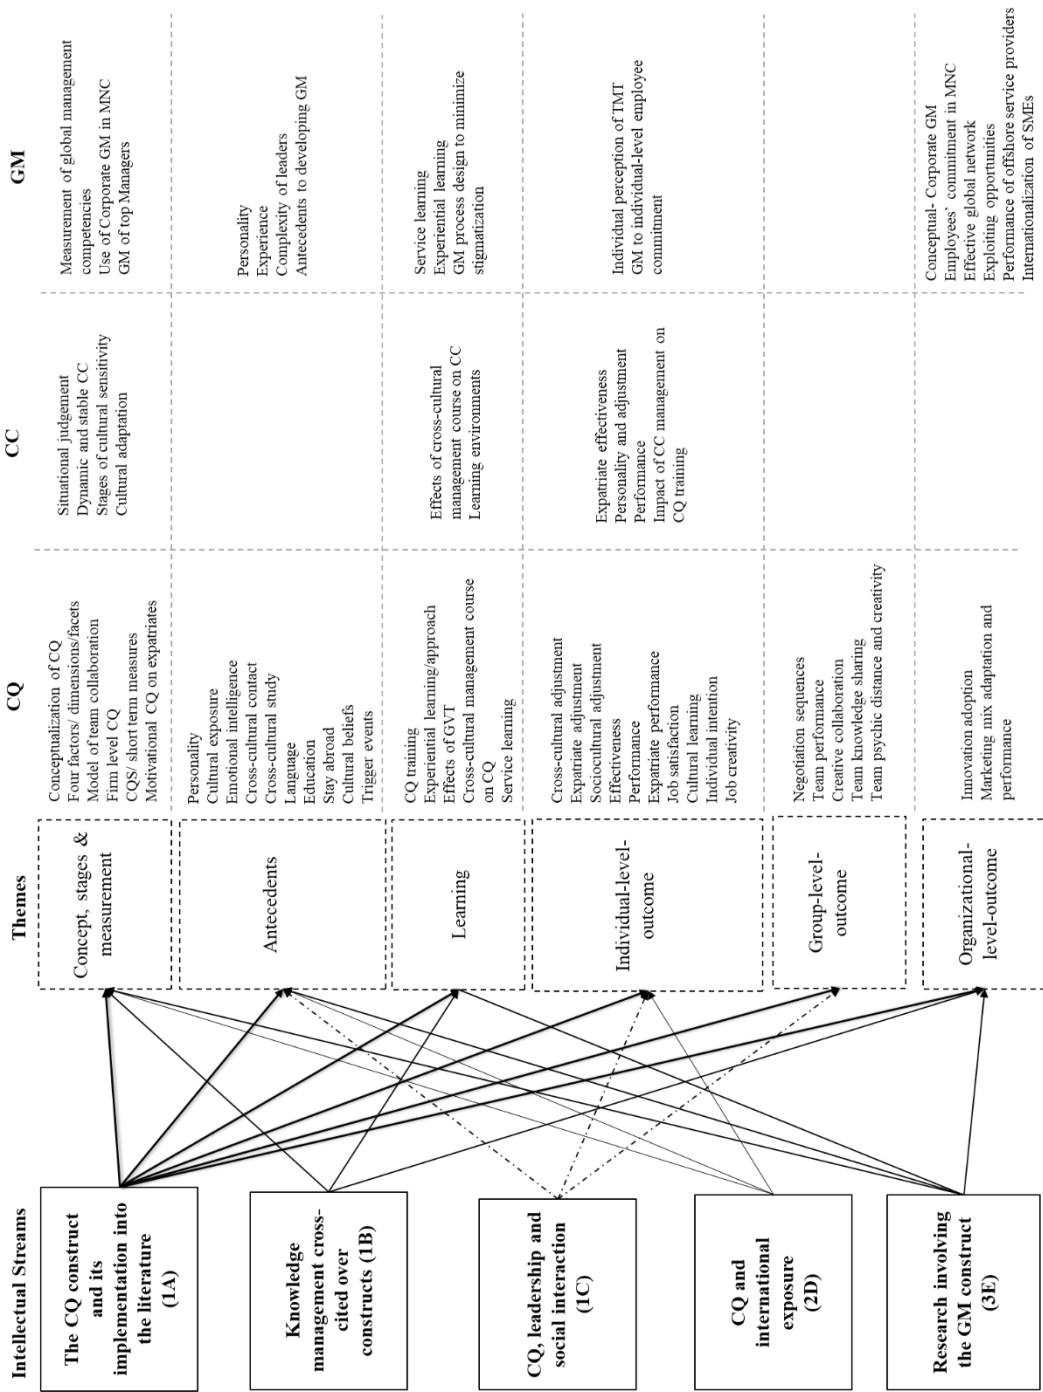 Intellectual Streams
Themes
CQ
CC
GM
The CQ construct
and its
implementation into
the literature
(1A)
Knowledge
management cross-
cited over
constructs (1B)
CQ, leadership and
social interaction
(1C)
CQ and
international
exposure
(2D)
Research involving
the GM construct
(3E)
Concept, stages &
measurement
Conceptualization of CQ
Four factors/ dimensions/facets
Model of team collaboration
Firm level CQ
CQS/ short term measures
Motivational CQ on expatriates
Situational judgement
Dynamic and stable CC
Stages of cultural sensitivity
Cultural adaptation
Measurement of global management
competencies
Use of Corporate GM in MNC
GM of top Managers
Antecedents
Personality
Cultural exposure
Emotional intelligence
Cross-cultural contact
Cross-cultural study
Language
Education
Stay abroad
Cultural beliefs
Trigger events
Personality
Experience
Complexity of leaders
Antecedents to developing GM
Learning
CQ training
Experiential learning/approach
Effects of GVT
Cross-cultural management course
on CQ
Service learning
Effects of cross-cultural
management course on CC
Learning environments
Service learning
Experiential learning
GM process design to minimize
stigmatization
Individual-level-
outcome
Cross-cultural adjustment
Expatriate adjustment
Sociocultural adjustment
Effectiveness
Performance
Expatriate performance
Job satisfaction
Cultural learning
Individual intention
Job creativity
Expatriate effectiveness
Personality and adjustment
Performance
Impact of CC management on
CQ training
Individual perception of TMT
GM to individual-level employee
commitment
Group-level-
outcome
Negotiation sequences
Team performance
Creative collaboration
Team knowledge sharing
Team psychic distance and creativity
Organizational-
level-outcome
Innovation adoption
Marketing mix adaptation and
performance
Conceptual- Corporate GM
Employees’ commitment in MNC
Effective global network
Exploiting opportunities
Performance of offshore service providers
Internationalization of SMEs